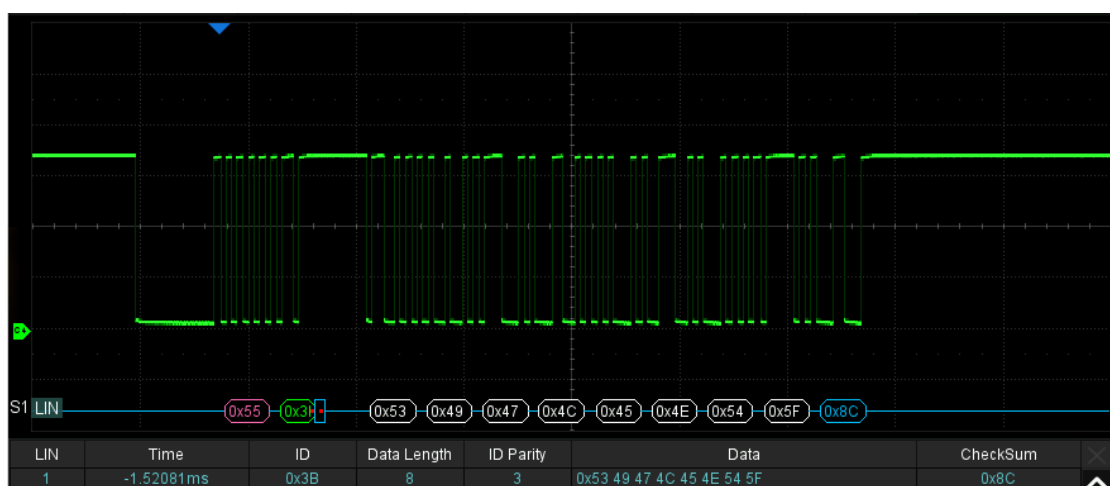 S1 LIN 0x55 0x53 0x49 0x47 0x4C 0x45 0x4E 0x54 0x5F 0x8C
LIN Time ID Data Length ID Parity Data CheckSum
1 -1.52081ms 0x3B 8 3 0x53 49 47 4C 45 4E 54 5F 0x8C